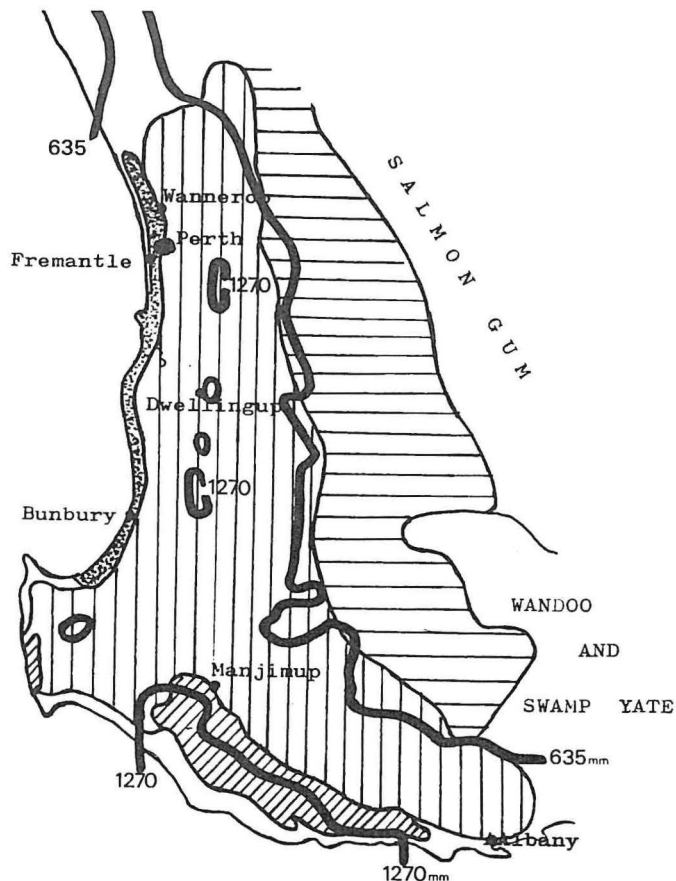 635
SALMON GUM
Wanneroo
Perth
Fremantle
1270
Dwellingup
1270
Bunbury
WANDOO
AND
SWAMP YATE
Manjimup
635mm
1270
Albany
1270mm